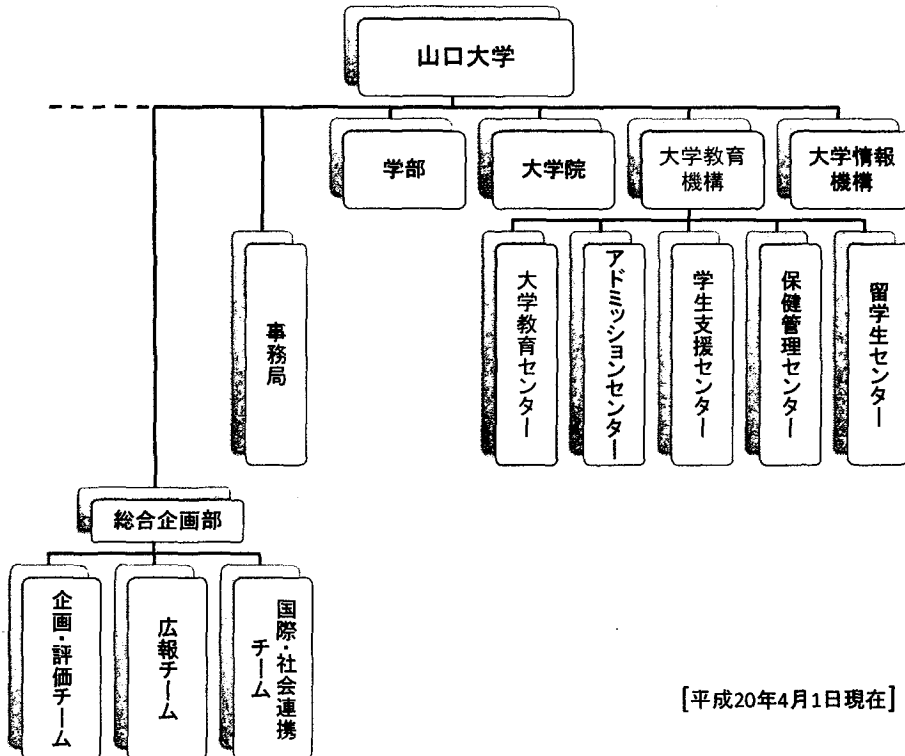 山口大学
学部
大学院
大学教育
機構
大学情報
機構
事務局
大学教育センター
アドミッションセンター
学生支援センター
保健管理センター
留学生センター
総合企画部
企画・評価チーム
広報チーム
国際・社会連携
チーム
[平成20年4月1日現在]